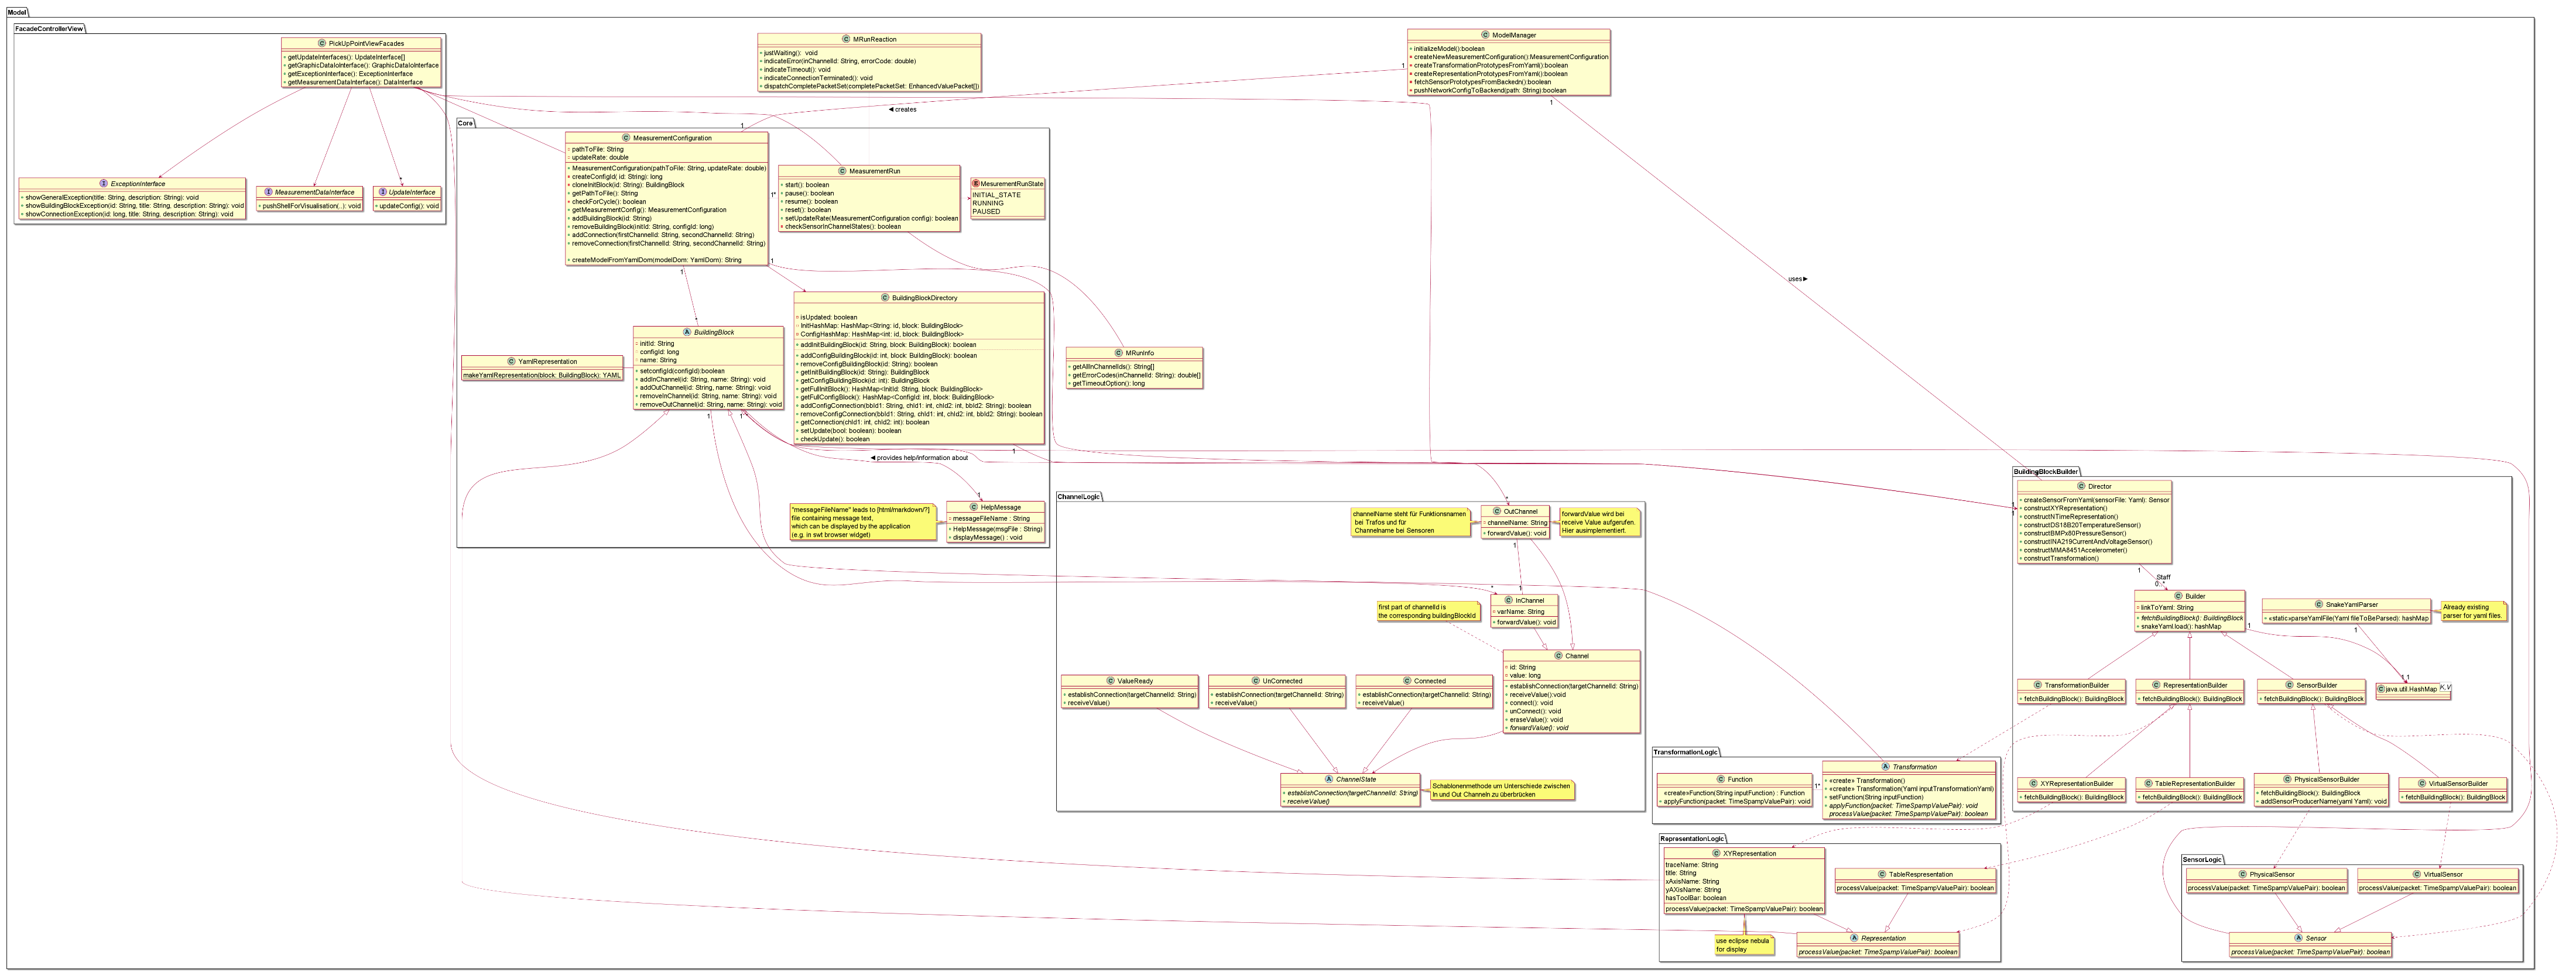 Model
FacadeControllerView
PickUpPointViewFacades
getUpdateInterfaces(): UpdateInterface[]
getGraphicDataIoInterface(): GraphicDataIoInterface
getExceptionInterface(): ExceptionInterface
getMeasurementDataInterface(): DataInterface
ExceptionInterface
showGeneralException(title: String, description: String): void
showBuildingBlockException(id: String, title: String, description: String): void
showConnectionException(id: long, title: String, description: String): void
MeasurementDataInterface
pushShellForVisualisation(..): void
*
UpdateInterface
updateConfig(): void
MRunReaction
justWaiting(): void
indicateError(inChannelId: String, errorCode: double)
indicateTimeout(): void
indicateConnectionTerminated(): void
dispatchCompletePacketSet(completePacketSet: EnhancedValuePacket[])
ModelManager
initializeModel():boolean
createNewMeasurementConfiguration():MeasurementConfiguration
createTransformationPrototypesFromYaml():boolean
createRepresentationPrototypesFromYaml():boolean
fetchSensorPrototypesFromBackedn():boolean
pushNetworkConfigToBackend(path: String):boolean
1
1
creates
1
uses
Core
MeasurementConfiguration
pathToFile: String
updateRate: double
MeasurementConfiguration(pathToFile: String, updateRate: double)
createConfigId( id: String): long
cloneInitBlock(id: String): BuildingBlock
getPathToFile(): String
checkForCycle(): boolean
getMeasurementConfig(): MeasurementConfiguration
addBuildingBlock(id: String)
removeBuildingBlock(initId: String, configId: long)
addConnection(firstChannelId: String, secondChannelId: String)
removeConnection(firstChannelId: String, secondChannelId: String)
createModelFromYamlDom(modelDom: YamlDom): String
1
1
1*
MeasurementRun
start(): boolean
pause(): boolean
resume(): boolean
reset(): boolean
setUpdateRate(MeasurementConfiguration config): boolean
checkSensorInChannelStates(): boolean
MesurementRunState
INITIAL_STATE
RUNNING
PAUSED
BuildingBlockDirectory
isUpdated: boolean
InitHashMap: HashMap<String: id, block: BuildingBlock>
ConfigHashMap: HashMap<int: id, block: BuildingBlock>
addInitBuildingBlock(id: String, block: BuildingBlock): boolean
addConfigBuildingBlock(id: int, block: BuildingBlock): boolean
removeConfigBuildingBlock(id: String): boolean
getInitBuildingBlock(id: String): BuildingBlock
getConfigBuildingBlock(id: int): BuildingBlock
getFullInitBlock(): HashMap<InitId: String, block: BuildingBlock>
getFullConfigBlock(): HashMap<ConfigId: int, block: BuildingBlock>
addConfigConnection(bbId1: String, chId1: int, chId2: int, bbId2: String): boolean
removeConfigConnection(bbId1: String, chId1: int, chId2: int, bbId2: String): boolean
getConnection(chId1: int, chId2: int): boolean
setUpdate(bool: boolean): boolean
checkUpdate(): boolean
1
*
BuildingBlock
initId: String
configId: long
name: String
setconfigId(configId):boolean
addInChannel(id: String, name: String): void
addOutChannel(id: String, name: String): void
removeInChannel(id: String, name: String): void
removeOutChannel(id: String, name: String): void
1
1
YamlRepresentation
makeYamlRepresentation(block: BuildingBlock): YAML
provides help/information about
1
"messageFileName" leads to [html/markdown/?]
file containing message text,
which can be displayed by the application
(e.g. in swt browser widget)
HelpMessage
messageFileName : String
HelpMessage(msgFile : String)
displayMessage() : void
MRunInfo
getAllInChannelIds(): String[]
getErrorCodes(inChannelId: String): double[]
getTimeoutOption(): long
ChannelLogic
channelName steht für Funktionsnamen
bei Trafos und für
Channelname bei Sensoren
*
OutChannel
channelName: String
forwardValue(): void
forwardValue wird bei
receive Value aufgerufen.
Hier ausimplementiert.
1
1
*
first part of channelId is
the corresponding buildingBlockId
InChannel
varName: String
forwardValue(): void
Channel
id: String
value: long
establishConnection(targetChannelId: String)
receiveValue():void
connect(): void
unConnect(): void
eraseValue(): void
forwardValue(): void
ValueReady
establishConnection(targetChannelId: String)
receiveValue()
UnConnected
establishConnection(targetChannelId: String)
receiveValue()
Connected
establishConnection(targetChannelId: String)
receiveValue()
ChannelState
establishConnection(targetChannelId: String)
receiveValue()
Schablonenmethode um Unterschiede zwischen
In und Out Channeln zu überbrücken
BuildingBlockBuilder
Director
createSensorFromYaml(sensorFile: Yaml): Sensor
constructXYRepresentation()
constructNTimeRepresentation()
constructDS18B20TemperatureSensor()
constructBMPx80PressureSensor()
constructINA219CurrentAndVoltageSensor()
constructMMA8451Accelerometer()
constructTransformation()
1
1
1
Staff
0..*
Builder
linkToYaml: String
fetchBuildingBlock(): BuildingBlock
snakeYaml.load(): hashMap
1
SnakeYamlParser
«static»parseYamlFile(Yaml fileToBeParsed): hashMap
1
Already existing
parser for yaml files.
1
1
java.util.HashMap
K,V
TransformationBuilder
fetchBuildingBlock(): BuildingBlock
RepresentationBuilder
fetchBuildingBlock(): BuildingBlock
SensorBuilder
fetchBuildingBlock(): BuildingBlock
XYRepresentationBuilder
fetchBuildingBlock(): BuildingBlock
TableRepresentationBuilder
fetchBuildingBlock(): BuildingBlock
PhysicalSensorBuilder
fetchBuildingBlock(): BuildingBlock
addSensorProducerName(yaml Yaml): void
VirtualSensorBuilder
fetchBuildingBlock(): BuildingBlock
TransformationLogic
Function
«create»Function(String inputFunction) : Function
applyFunction(packet: TimeSpampValuePair): void
1*
Transformation
«create» Transformation()
«create» Transformation(Yaml inputTransformationYaml)
setFunction(String inputFunction)
applyFunction(packet: TimeSpampValuePair): void
processValue(packet: TimeSpampValuePair): boolean
RepresentationLogic
XYRepresentation
traceName: String
title: String
xAxisName: String
yAXisName: String
hasToolBar: boolean
processValue(packet: TimeSpampValuePair): boolean
TableRespresentation
processValue(packet: TimeSpampValuePair): boolean
use eclipse nebula
for display
Representation
processValue(packet: TimeSpampValuePair): boolean
SensorLogic
PhysicalSensor
processValue(packet: TimeSpampValuePair): boolean
VirtualSensor
processValue(packet: TimeSpampValuePair): boolean
Sensor
processValue(packet: TimeSpampValuePair): boolean